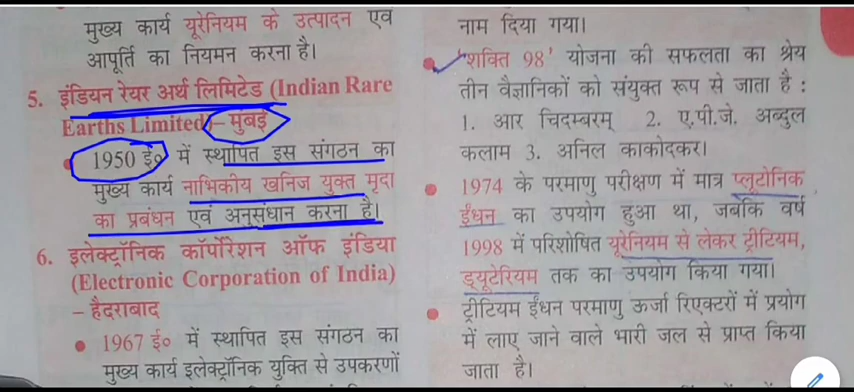 मुख्य कार्य यूरेनियम के उत्पादन एवं
आपूर्ति का नियमन करना है।
5. इंडियन रेयर अर्थ लिमिटेड (Indian Rare
Earths Limited) – मुंबई
● 1950 ई० में स्थापित इस संगठन का
मुख्य कार्य नाभिकीय खनिज युक्त मृदा
का प्रबंधन एवं अनुसंधान करना है।
6. इलेक्ट्रॉनिक कॉर्पोरेशन ऑफ इंडिया
(Electronic Corporation of India)
– हैदराबाद
● 1967 ई० में स्थापित इस संगठन का
मुख्य कार्य इलेक्ट्रॉनिक युक्ति से उपकरणों
नाम दिया गया।
● 'शक्ति 98' योजना की सफलता का श्रेय
तीन वैज्ञानिकों को संयुक्त रूप से जाता है :
1. आर चिदम्बरम् 2. ए.पी.जे. अब्दुल
कलाम 3. अनिल काकोदकर।
● 1974 के परमाणु परीक्षण में मात्र प्लूटोनिक
ईंधन का उपयोग हुआ था, जबकि वर्ष
1998 में परिशोधित यूरेनियम से लेकर ट्रीटियम,
ड्यूटेरियम तक का उपयोग किया गया।
● ट्रीटियम ईंधन परमाणु ऊर्जा रिएक्टरों में प्रयोग
में लाए जाने वाले भारी जल से प्राप्त किया
जाता है।